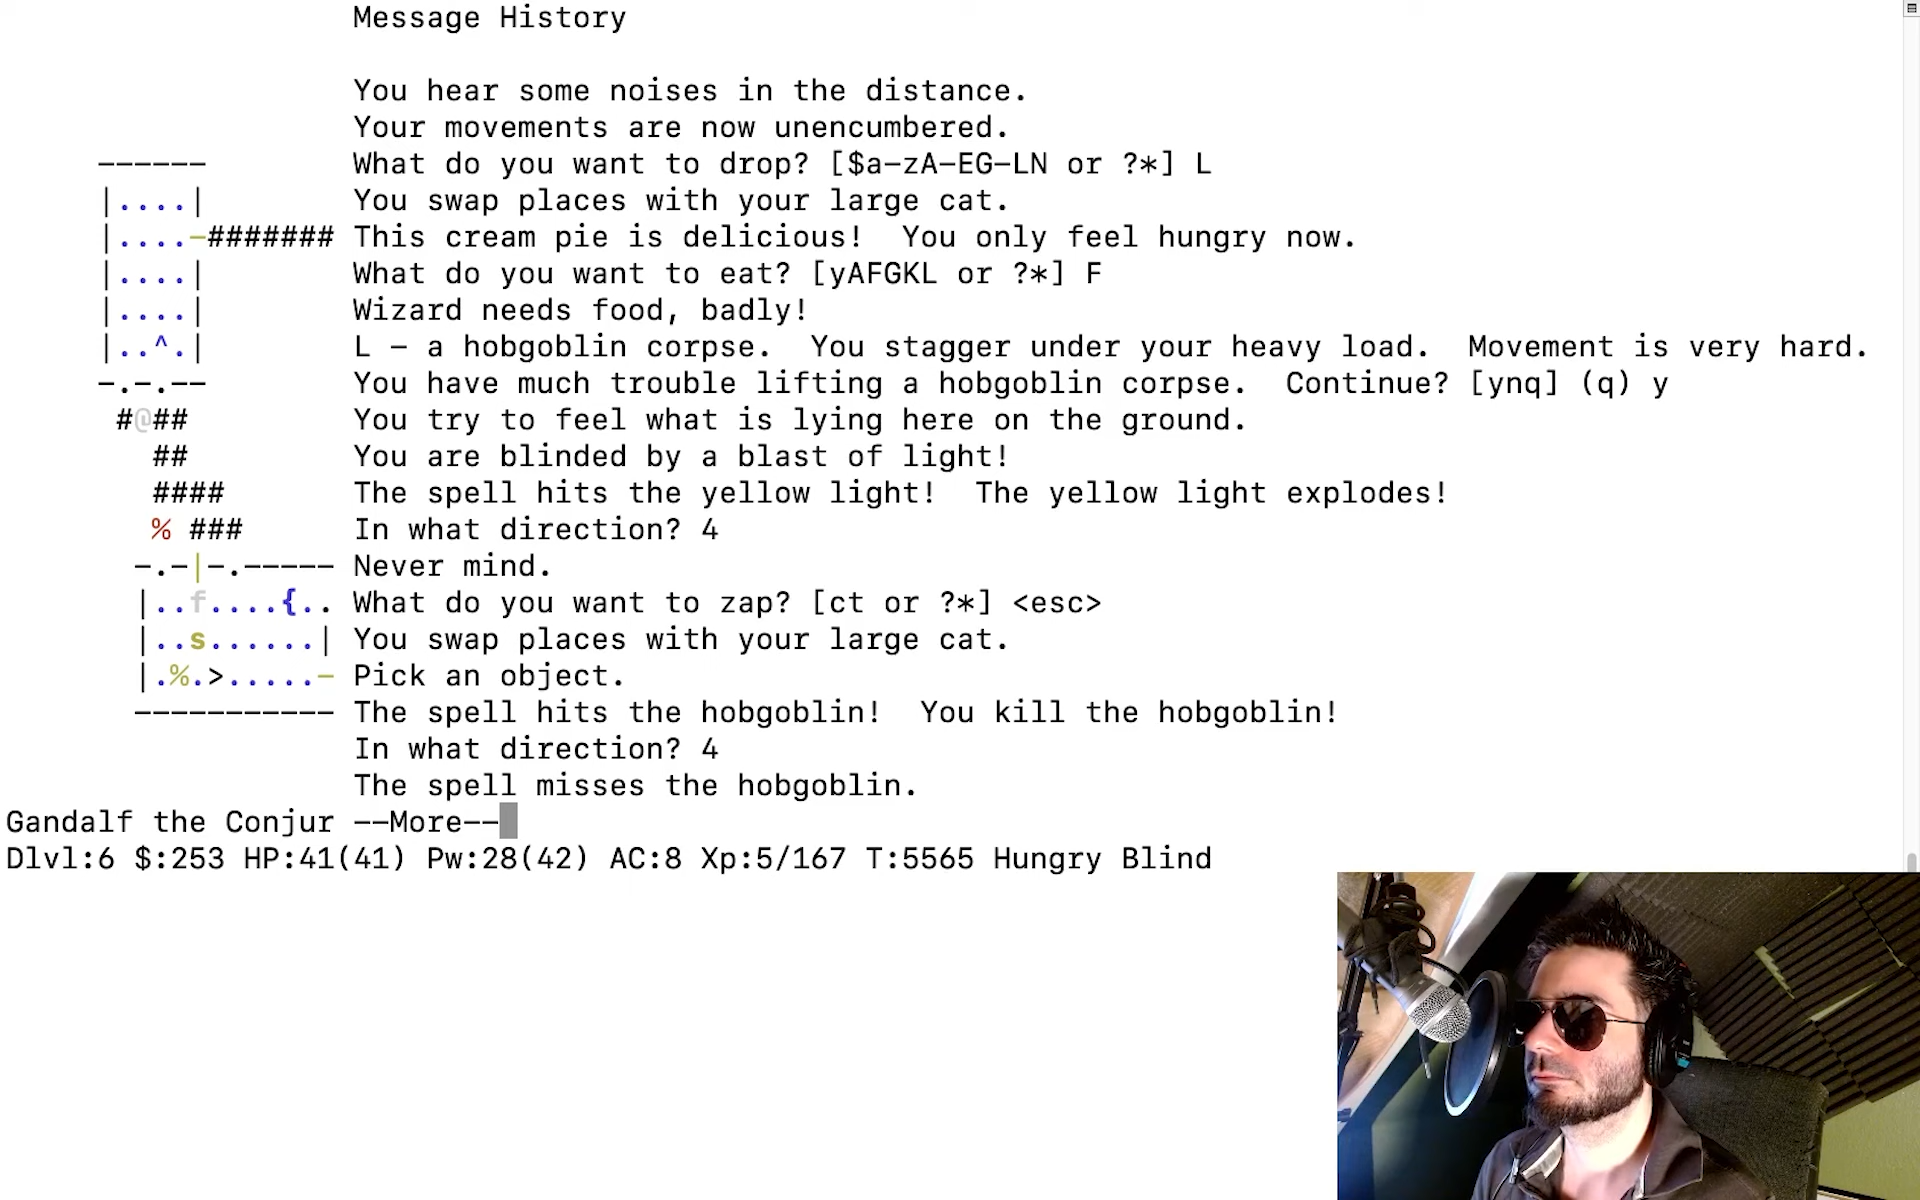 Message History
You hear some noises in the distance.
Your movements are now unencumbered.
------ What do you want to drop? [$a-zA-EG-LN or ?*] L
|....| You swap places with your large cat.
|....-####### This cream pie is delicious!  You only feel hungry now.
|....| What do you want to eat? [yAFGKL or ?*] F
|....| Wizard needs food, badly!
|..^.| L - a hobgoblin corpse.  You stagger under your heavy load.  Movement is very hard.
-.-.-- You have much trouble lifting a hobgoblin corpse.  Continue? [ynq] (q) y
#@## You try to feel what is lying here on the ground.
## You are blinded by a blast of light!
#### The spell hits the yellow light!  The yellow light explodes!
% ### In what direction? 4
-.-|-.----- Never mind.
|..f....{.. What do you want to zap? [ct or ?*] <esc>
|..s......| You swap places with your large cat.
|.%.>.....- Pick an object.
----------- The spell hits the hobgoblin!  You kill the hobgoblin!
In what direction? 4
The spell misses the hobgoblin.
Gandalf the Conjur --More--
Dlvl:6 $:253 HP:41(41) Pw:28(42) AC:8 Xp:5/167 T:5565 Hungry Blind